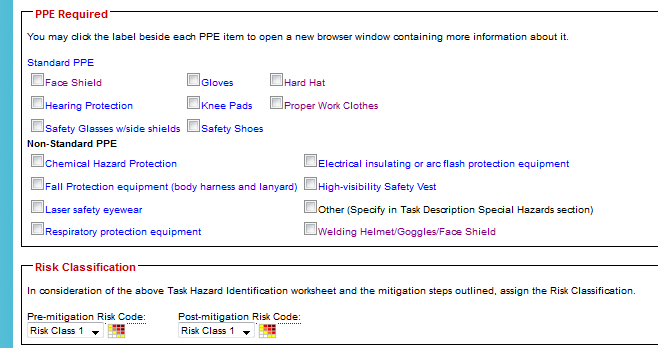 PPE Required
You may click the label beside each PPE item to open a new browser window containing more information about it.
Standard PPE
Face Shield Gloves Hard Hat
Hearing Protection Knee Pads Proper Work Clothes
Safety Glasses w/side shields Safety Shoes
Non-Standard PPE
Chemical Hazard Protection Electrical insulating or arc flash protection equipment
Fall Protection equipment (body harness and lanyard) High-visibility Safety Vest
Laser safety eyewear Other (Specify in Task Description Special Hazards section)
Respiratory protection equipment Welding Helmet/Goggles/Face Shield
Risk Classification
In consideration of the above Task Hazard Identification worksheet and the mitigation steps outlined, assign the Risk Classification.
Pre-mitigation Risk Code: Post-mitigation Risk Code:
Risk Class 1 Risk Class 1